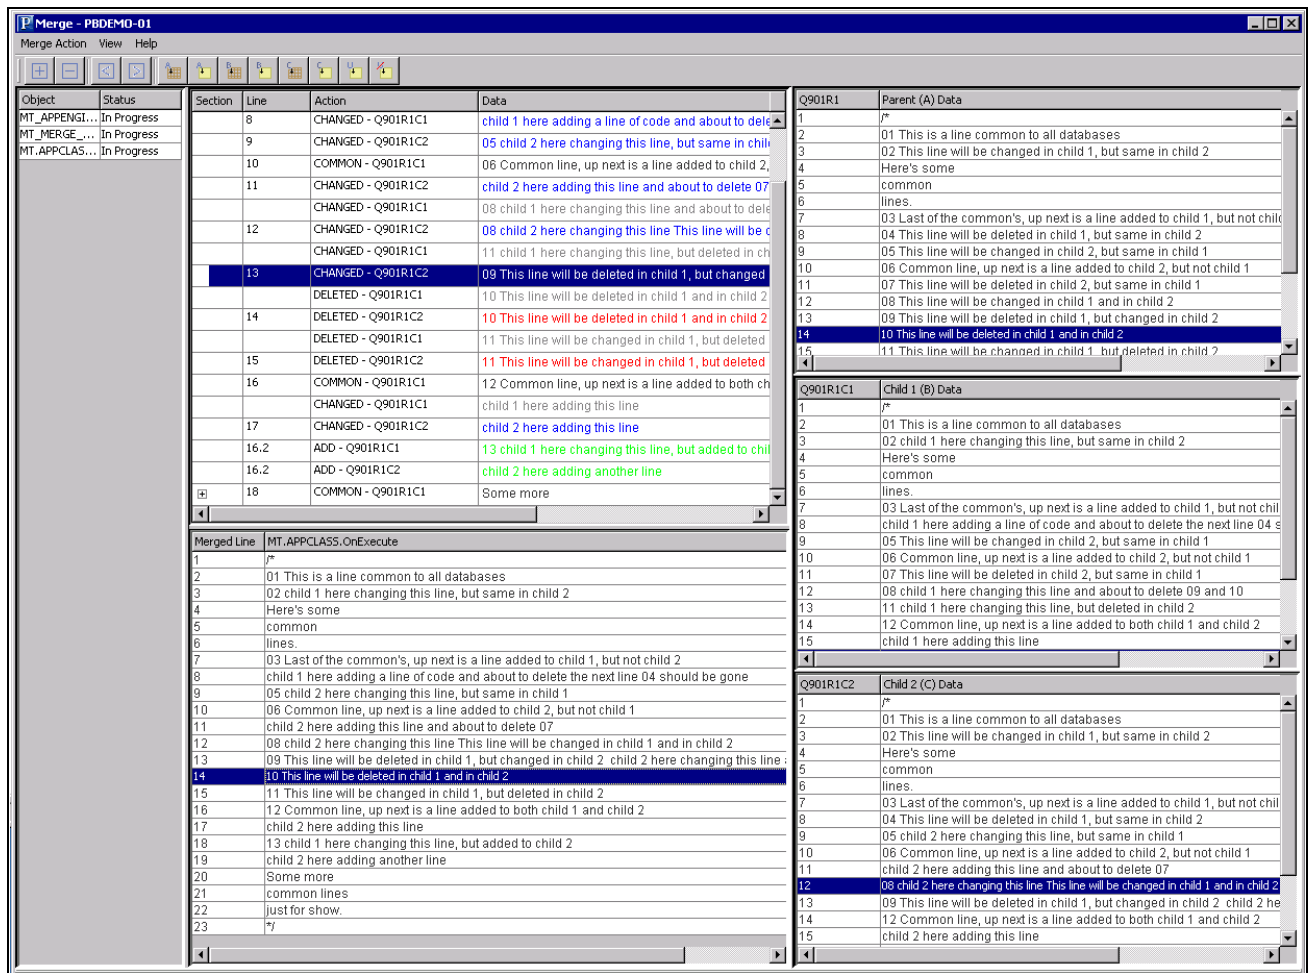 Merge - PBDEMO-01
Merge Action View Help
Object Status
MT_APPENGI... In Progress
MT_MERGE_... In Progress
MT.APPCLAS... In Progress
Section Line Action Data
8 CHANGED - Q901R1C1 child 1 here adding a line of code and about to dele
9 CHANGED - Q901R1C2 05 child 2 here changing this line, but same in chil
10 COMMON - Q901R1C1 06 Common line, up next is a line added to child 2,
11 CHANGED - Q901R1C2 child 2 here adding this line and about to delete 07
CHANGED - Q901R1C1 08 child 1 here changing this line and about to dele
12 CHANGED - Q901R1C2 08 child 2 here changing this line This line will be c
CHANGED - Q901R1C1 11 child 1 here changing this line, but deleted in ch
13 CHANGED - Q901R1C2 09 This line will be deleted in child 1, but changed
DELETED - Q901R1C1 10 This line will be deleted in child 1 and in child 2
14 DELETED - Q901R1C2 10 This line will be deleted in child 1 and in child 2
DELETED - Q901R1C1 11 This line will be changed in child 1, but deleted
15 DELETED - Q901R1C2 11 This line will be changed in child 1, but deleted
16 COMMON - Q901R1C1 12 Common line, up next is a line added to both ch
CHANGED - Q901R1C1 child 1 here adding this line
17 CHANGED - Q901R1C2 child 2 here adding this line
16.2 ADD - Q901R1C1 13 child 1 here changing this line, but added to chil
16.2 ADD - Q901R1C2 child 2 here adding another line
18 COMMON - Q901R1C1 Some more
Merged Line MT.APPCLASS.OnExecute
1 /*
2 01 This is a line common to all databases
3 02 child 1 here changing this line, but same in child 2
4 Here's some
5 common
6 lines.
7 03 Last of the common's, up next is a line added to child 1, but not child 2
8 child 1 here adding a line of code and about to delete the next line 04 should be gone
9 05 child 2 here changing this line, but same in child 1
10 06 Common line, up next is a line added to child 2, but not child 1
11 child 2 here adding this line and about to delete 07
12 08 child 2 here changing this line This line will be changed in child 1 and in child 2
13 09 This line will be deleted in child 1, but changed in child 2 child 2 here changing this line
14 10 This line will be deleted in child 1 and in child 2
15 11 This line will be changed in child 1, but deleted in child 2
16 12 Common line, up next is a line added to both child 1 and child 2
17 child 2 here adding this line
18 13 child 1 here changing this line, but added to child 2
19 child 2 here adding another line
20 Some more
21 common lines
22 just for show.
23 */
Q901R1 Parent (A) Data
1 /*
2 01 This is a line common to all databases
3 02 This line will be changed in child 1, but same in child 2
4 Here's some
5 common
6 lines.
7 03 Last of the common's, up next is a line added to child 1, but not chil
8 04 This line will be deleted in child 1, but same in child 2
9 05 This line will be changed in child 2, but same in child 1
10 06 Common line, up next is a line added to child 2, but not child 1
11 07 This line will be deleted in child 2, but same in child 1
12 08 This line will be changed in child 1 and in child 2
13 09 This line will be deleted in child 1, but changed in child 2
14 10 This line will be deleted in child 1 and in child 2
15 11 This line will be changed in child 1, but deleted in child 2
Q901R1C1 Child 1 (B) Data
1 /*
2 01 This is a line common to all databases
3 02 child 1 here changing this line, but same in child 2
4 Here's some
5 common
6 lines.
7 03 Last of the common's, up next is a line added to child 1, but not chil
8 child 1 here adding a line of code and about to delete the next line 04 s
9 05 This line will be changed in child 2, but same in child 1
10 06 Common line, up next is a line added to child 2, but not child 1
11 07 This line will be deleted in child 2, but same in child 1
12 08 child 1 here changing this line and about to delete 09 and 10
13 11 child 1 here changing this line, but deleted in child 2
14 12 Common line, up next is a line added to both child 1 and child 2
15 child 1 here adding this line
Q901R1C2 Child 2 (C) Data
1 /*
2 01 This is a line common to all databases
3 02 This line will be changed in child 1, but same in child 2
4 Here's some
5 common
6 lines.
7 03 Last of the common's, up next is a line added to child 1, but not chil
8 04 This line will be deleted in child 1, but same in child 2
9 05 child 2 here changing this line, but same in child 1
10 06 Common line, up next is a line added to child 2, but not child 1
11 child 2 here adding this line and about to delete 07
12 08 child 2 here changing this line This line will be changed in child 1 and in child 2
13 09 This line will be deleted in child 1, but changed in child 2 child 2 he
14 12 Common line, up next is a line added to both child 1 and child 2
15 child 2 here adding this line